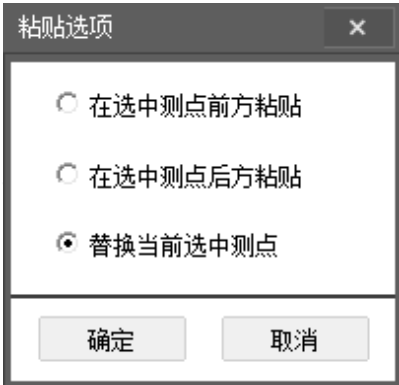 粘贴选项
在选中测点前方粘贴
在选中测点后方粘贴
替换当前选中测点
确定 取消